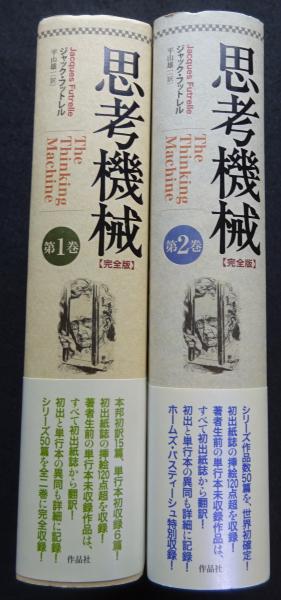 思考機械
【完全版】
Jacques Futrelle
ジャック・フットレル
平山雄一訳
The
Thinking
Machine
第1巻
本邦初訳15篇、単行本初収録6篇！
初出紙誌の挿絵120点超を収録！
著者生前の単行本未収録作品は、
すべて初出紙誌から翻訳！
初出と単行本の異同も詳細に記録！
シリーズ50篇を全二巻に完全収録！
作品社
思考機械
【完全版】
Jacques Futrelle
ジャック・フットレル
平山雄一訳
The
Thinking
Machine
第2巻
シリーズ作品数50篇を、世界初確定！
初出紙誌の挿絵120点超を収録！
著者生前の単行本未収録作品は、
すべて初出紙誌から翻訳！
初出と単行本の異同も詳細に記録！
ホームズ・パスティーシュ特別収録！
作品社